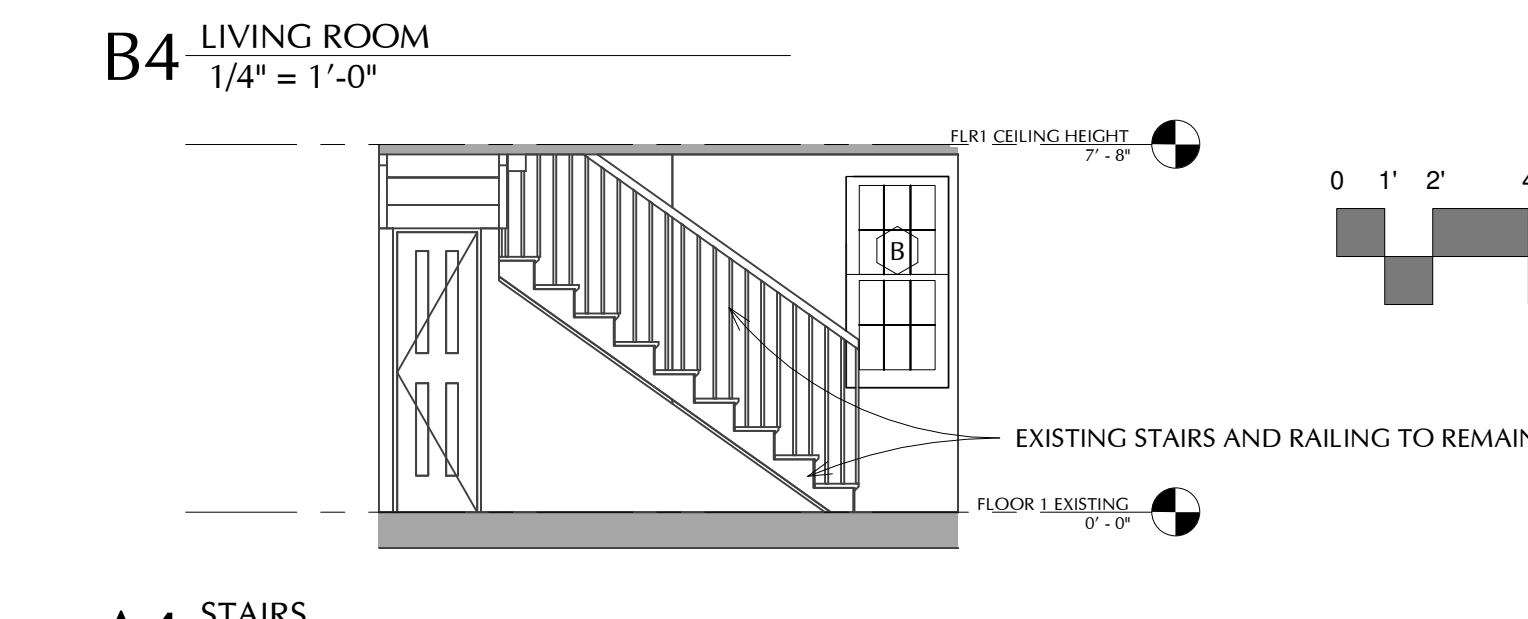 B4 LIVING ROOM
1/4" = 1'-0"
FLR1 CEILING HEIGHT
7' - 8"
0 1' 2'
B
EXISTING STAIRS AND RAILING TO REMAIN
FLOOR 1 EXISTING
0' - 0"
STAIRS